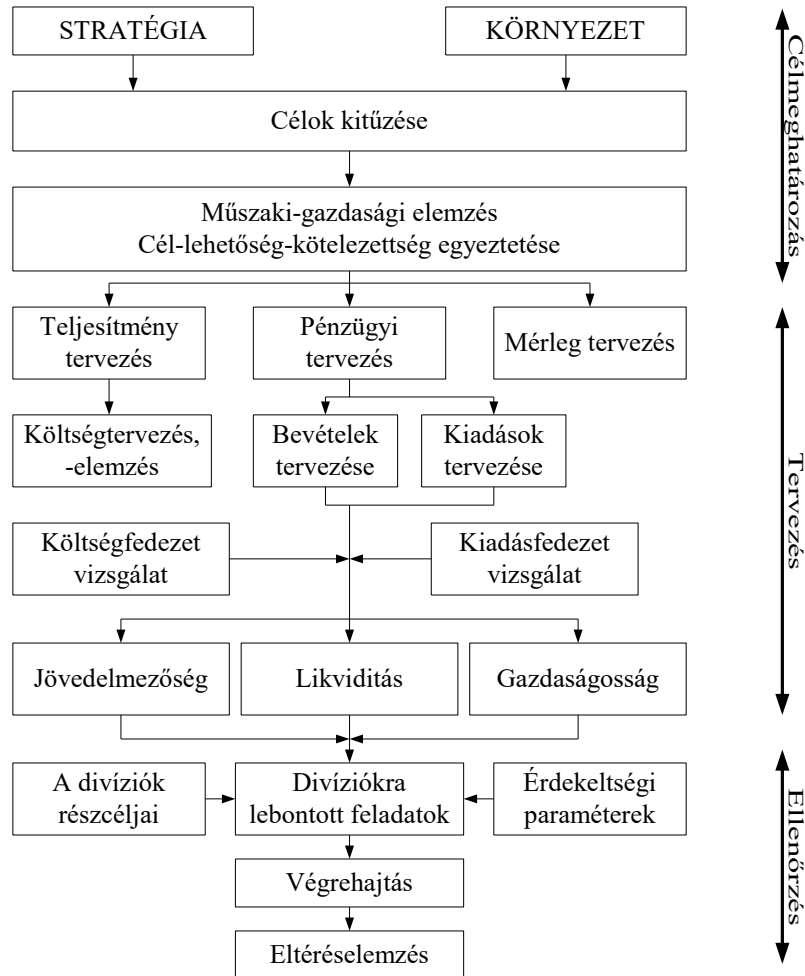 STRATÉGIA
KÖRNYEZET
Célok kitűzése
Műszaki-gazdasági elemzés
Cél-lehetőség-kötelezettség egyeztetése
Célmeghatározás
Teljesítmény
tervezés
Pénzügyi
tervezés
Mérleg tervezés
Költségtervezés,
-elemzés
Bevételek
tervezése
Kiadások
tervezése
Költségfedezet
vizsgálat
Kiadásfedezet
vizsgálat
Jövedelmezőség
Likviditás
Gazdaságosság
Tervezés
A divíziók
részcéljai
Divíziókra
lebontott feladatok
Érdekeltségi
paraméterek
Végrehajtás
Eltéréselemzés
Ellenőrzés